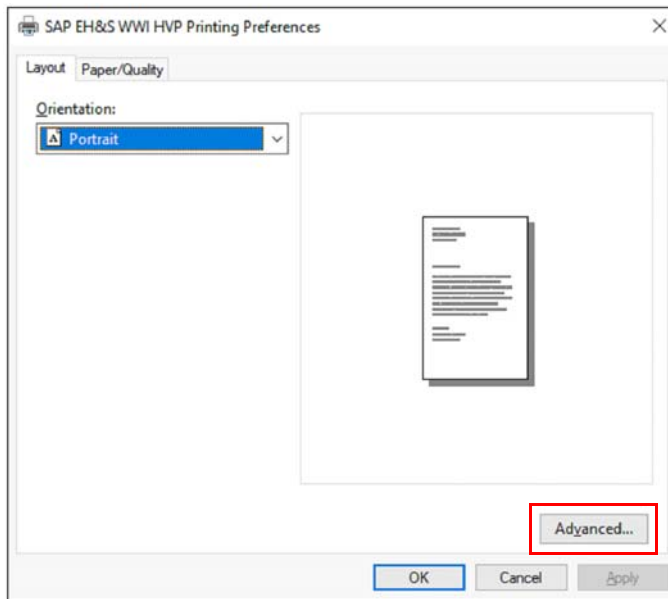 SAP EH&S WWI HVP Printing Preferences
Layout Paper/Quality
Orientation:
A Portrait
Advanced...
OK Cancel Apply